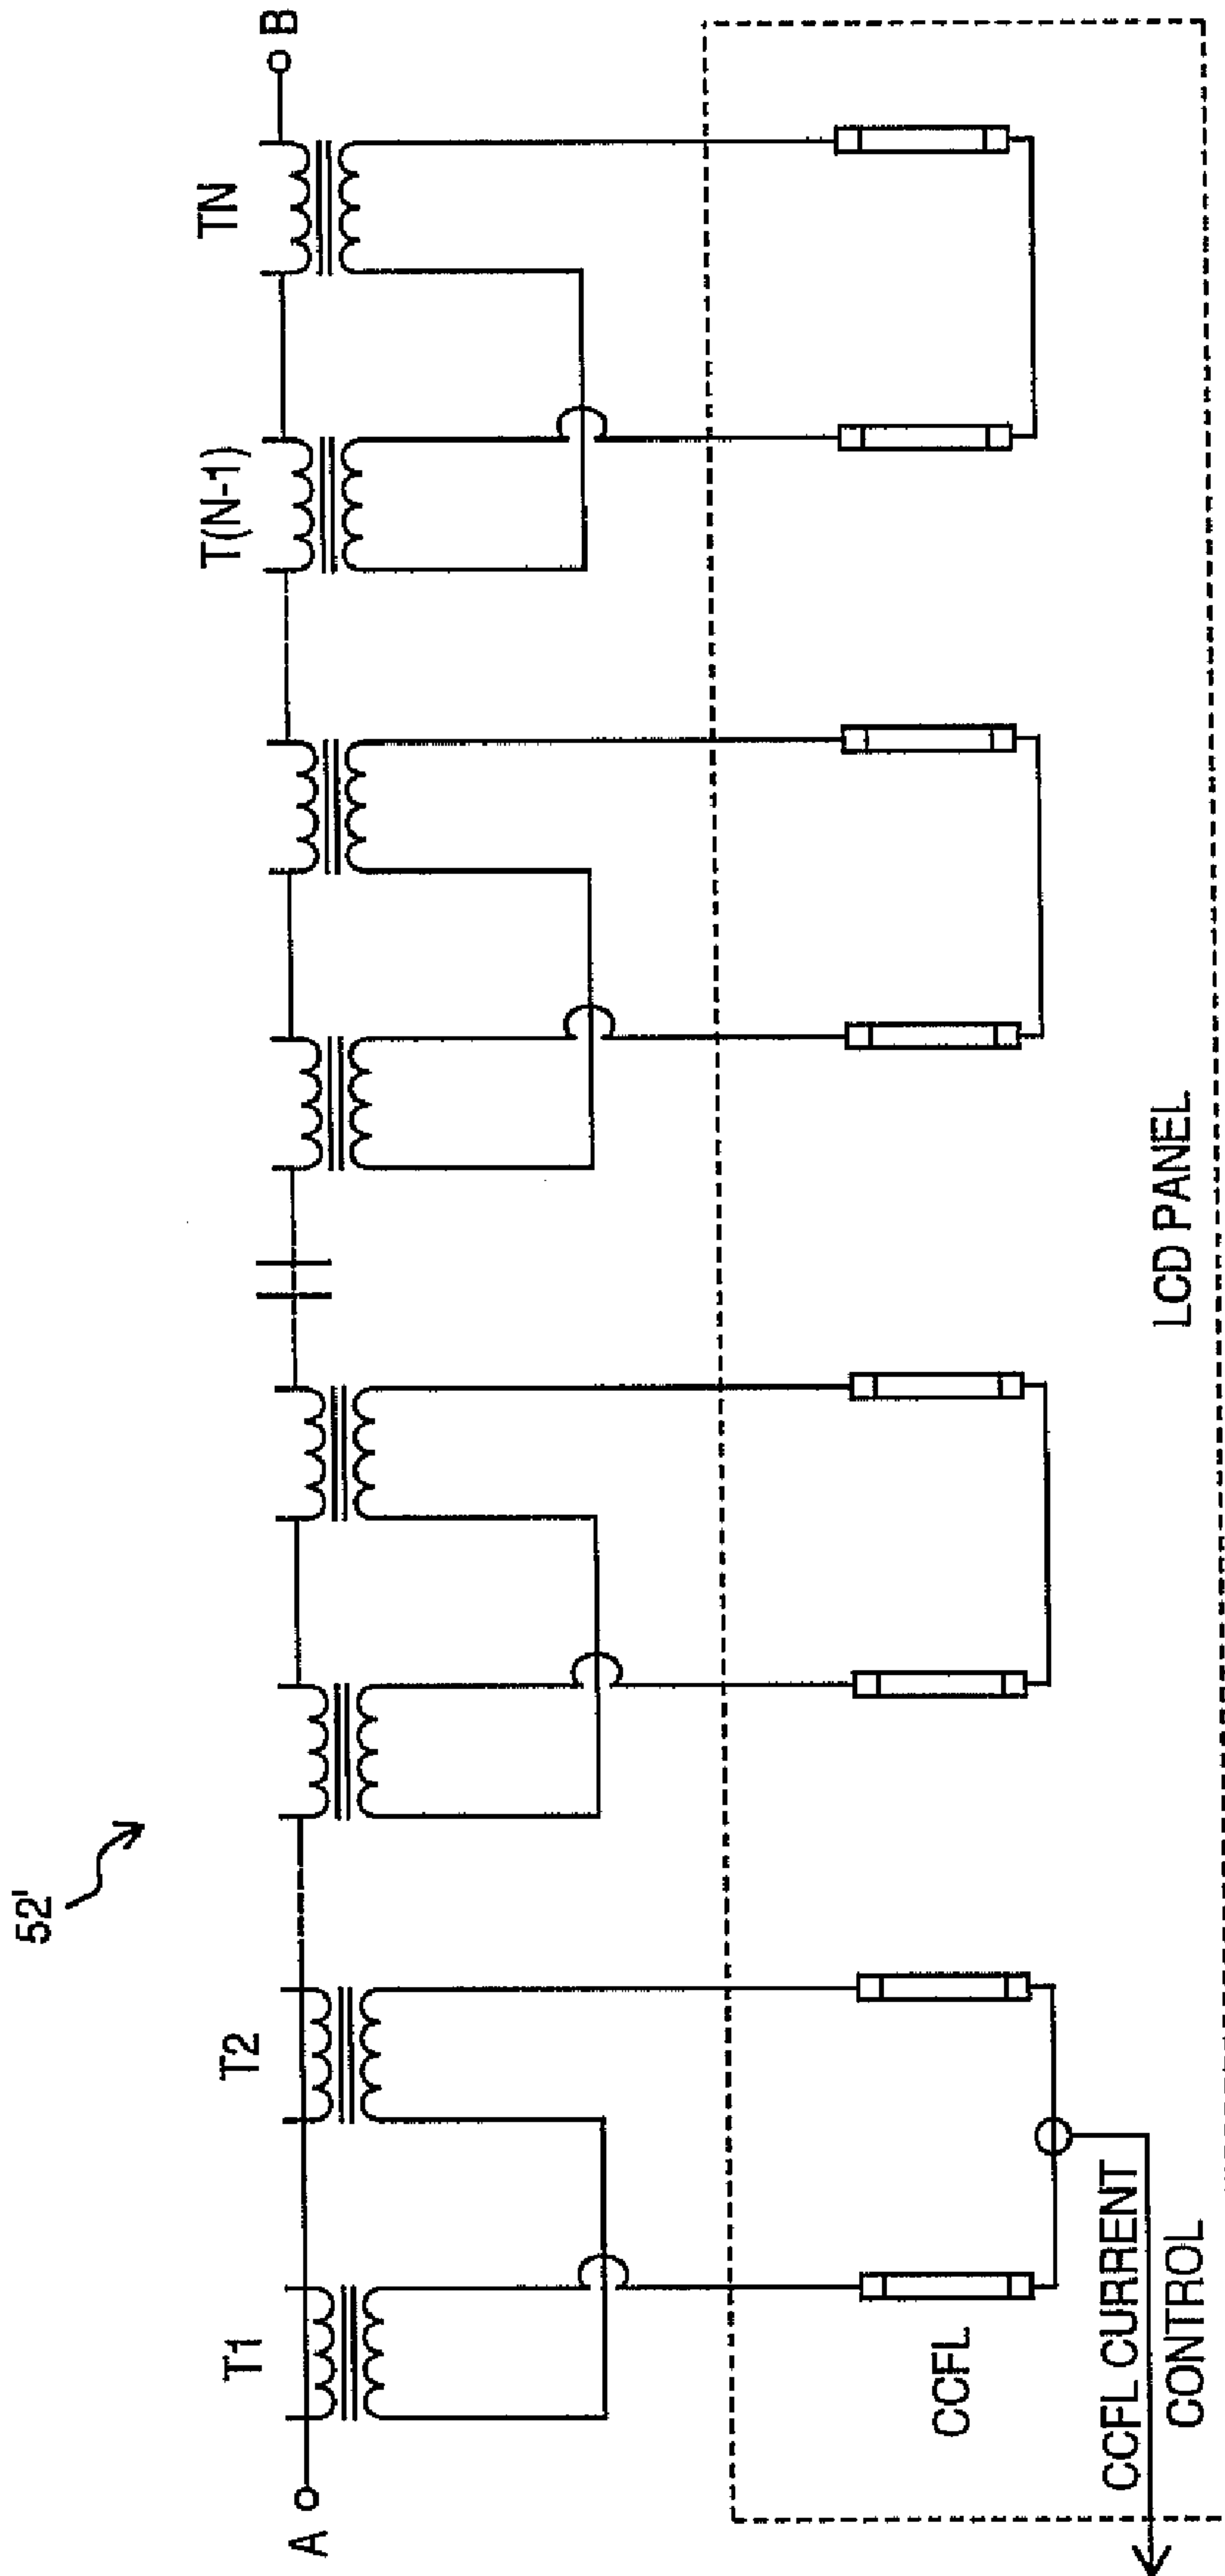 52'
A
T1
T2
T(N-1)
TN
B
CCFL
CCFL CURRENT
CONTROL
LCD PANEL